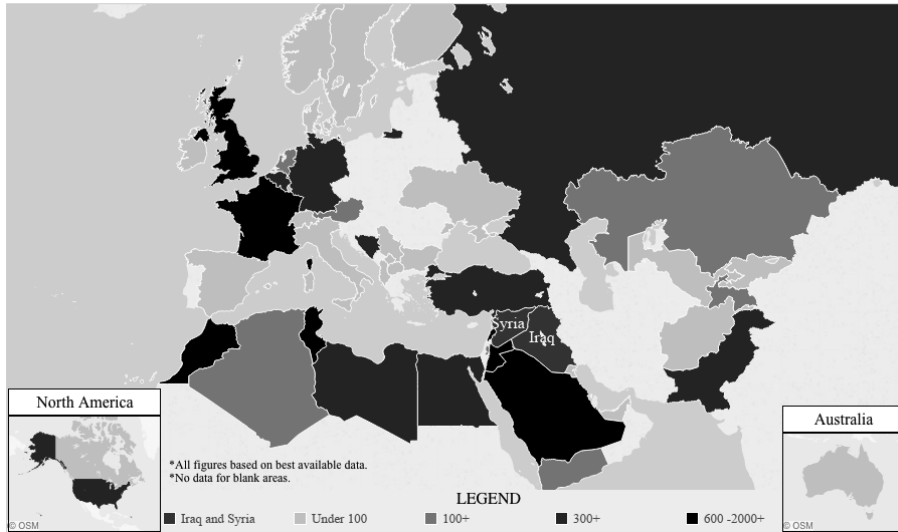 Syria
Iraq
North America
© OSM
Australia
© OSM
*All figures based on best available data.
*No data for blank areas.
LEGEND
Iraq and Syria
Under 100
100+
300+
600 -2000+